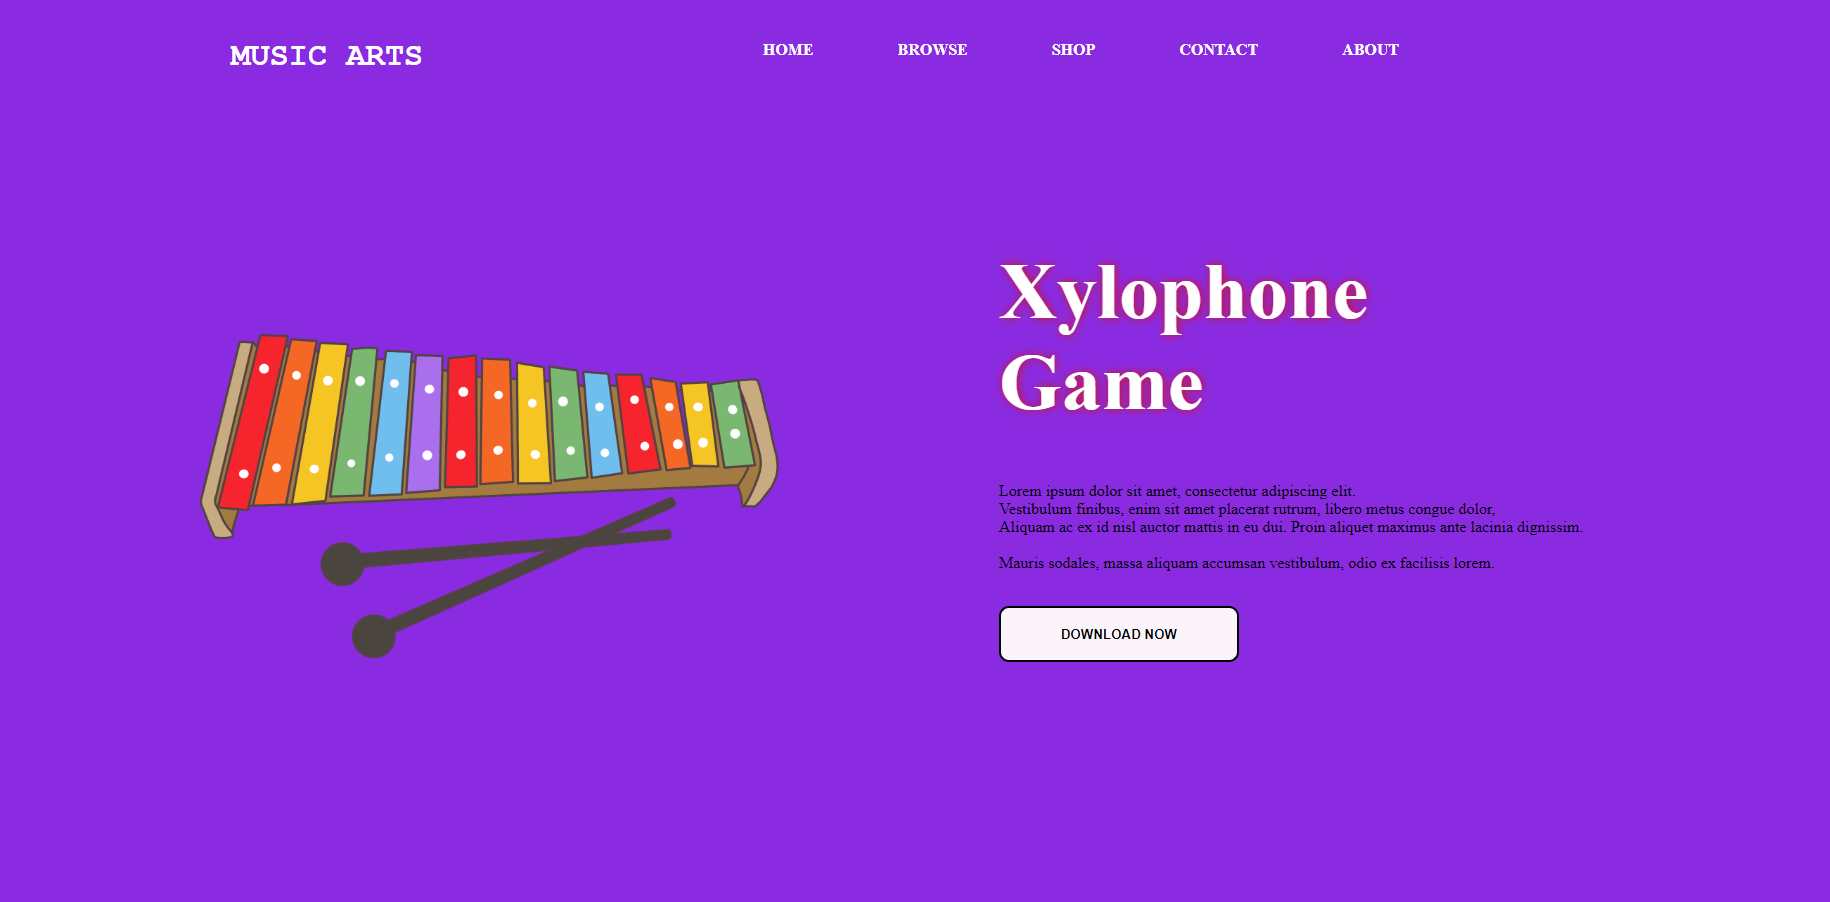 MUSIC ARTS
HOME BROWSE SHOP CONTACT ABOUT
Xylophone
Game
Lorem ipsum dolor sit amet, consectetur adipiscing elit.
Vestibulum finibus, enim sit amet placerat rutrum, libero metus congue dolor,
Aliquam ac ex id nisl auctor mattis in eu dui. Proin aliquet maximus ante lacinia dignissim.
Mauris sodales, massa aliquam accumsan vestibulum, odio ex facilisis lorem.
DOWNLOAD NOW